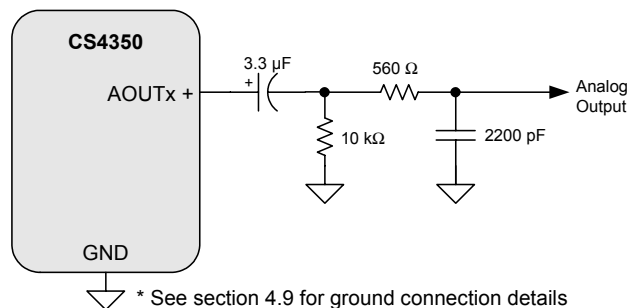 CS4350
3.3 µF
+
560 Ω
AOUTx +
Analog
Output
10 kΩ
2200 pF
GND
* See section 4.9 for ground connection details